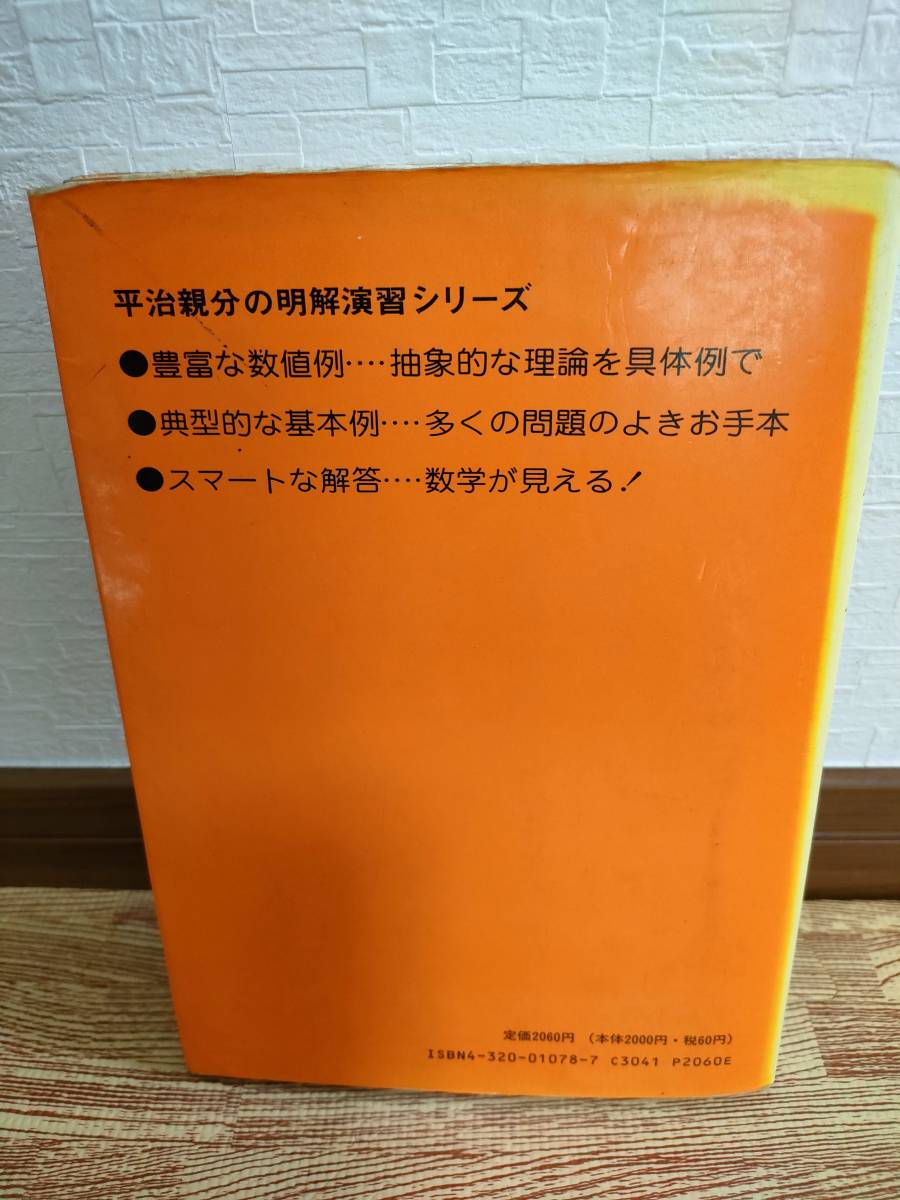 平治親分の明解演習シリーズ
●豊富な数値例‥‥抽象的な理論を具体例で
●典型的な基本例‥‥多くの問題のよきお手本
●スマートな解答‥‥数学が見える！
定価2060円 （本体2000円・税60円）
ISBN4-320-01078-7 C3041 P2060E